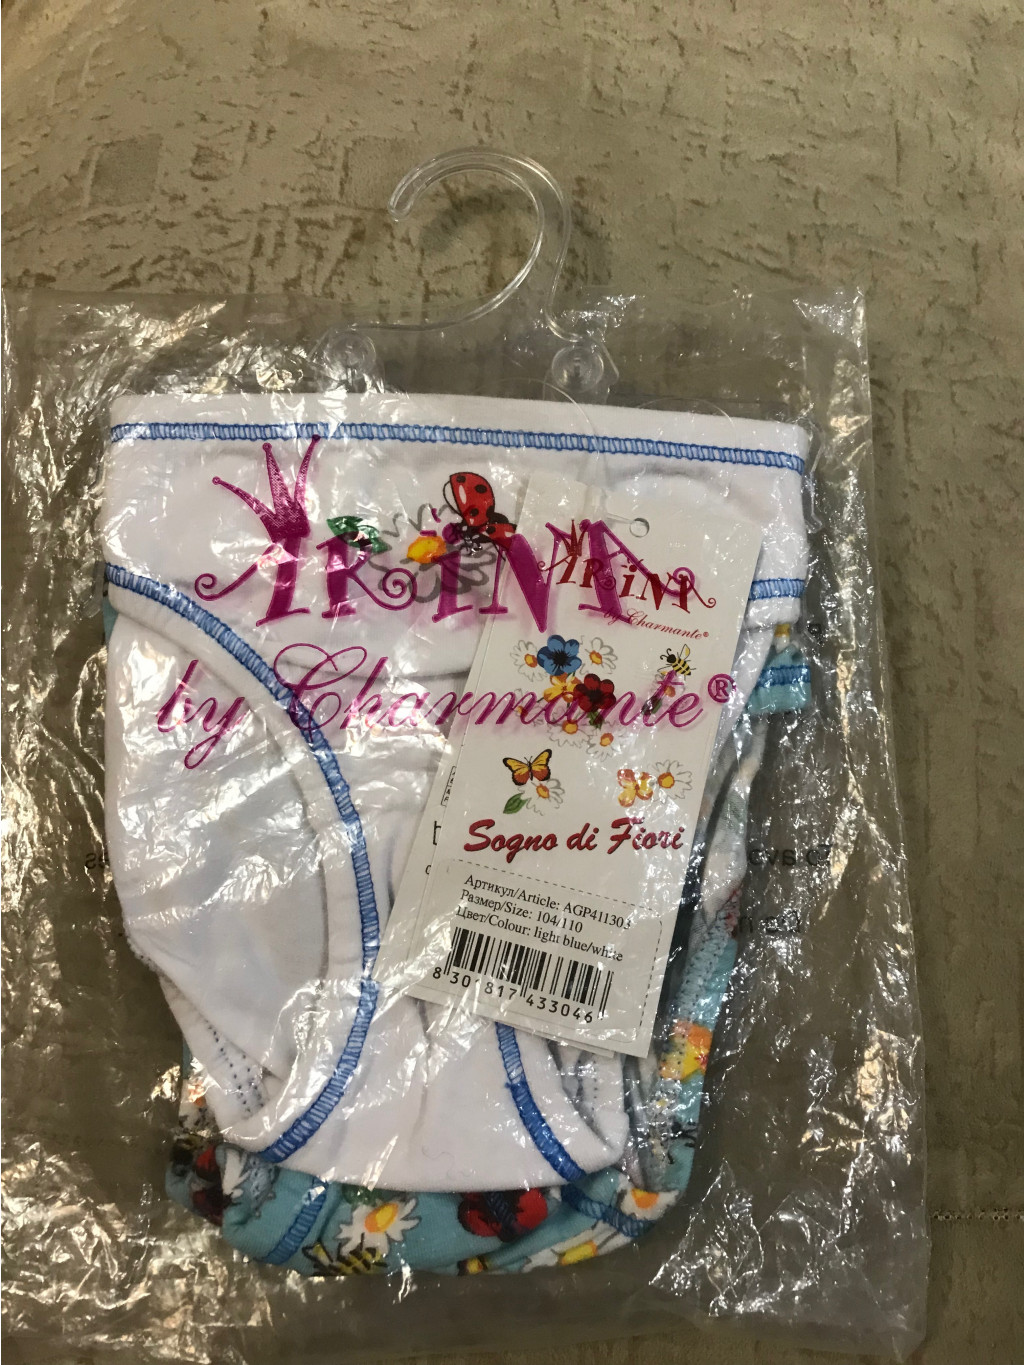 IRiNA
by Charmante®
IRiNA
by Charmante®
Sogno di Fiori
Артикул/Article: AGP411303
Размер/Size: 104/110
Цвет/Colour: light blue/white
8 301817 433046